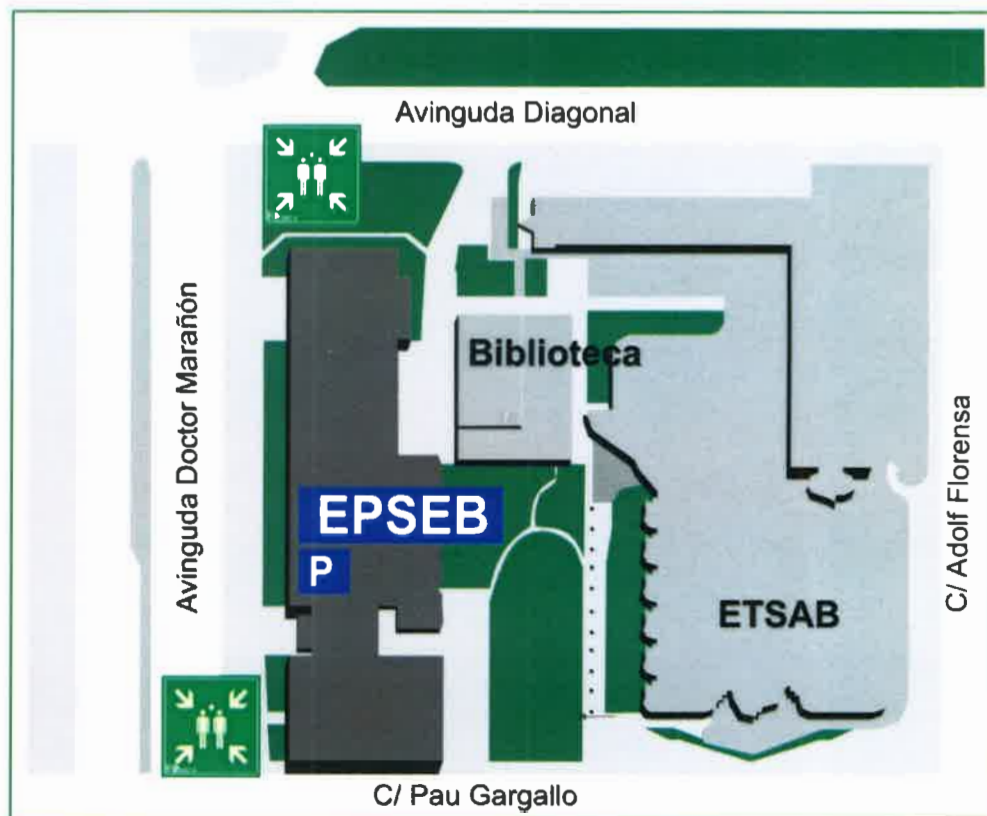 Avinguda Diagonal
Avinguda Doctor Marañón
Biblioteca
EPSEB
P
ETSAB
C/ Adolf Florensa
C/ Pau Gargallo